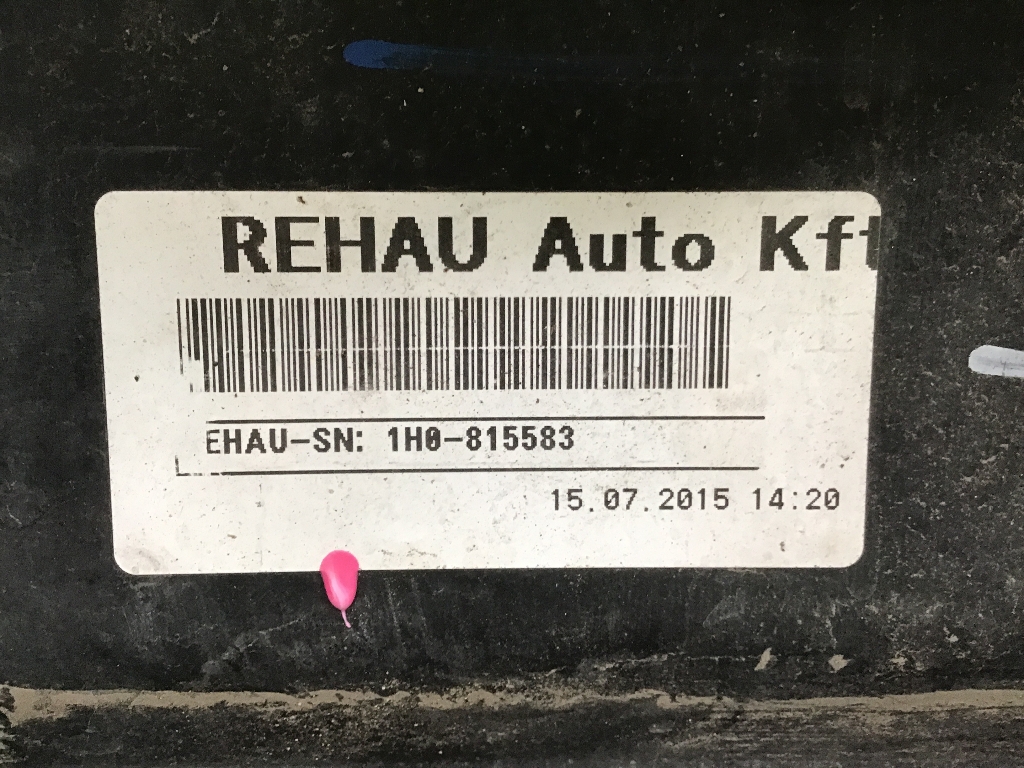 REHAU Auto Kft
EHAU-SN: 1H0-815583
15.07.2015 14:20